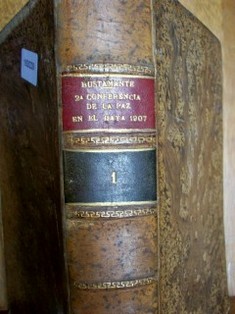 BUSTAMANTE
2ª CONFERENCIA
DE LA PAZ
EN EL HAYA 1907
1